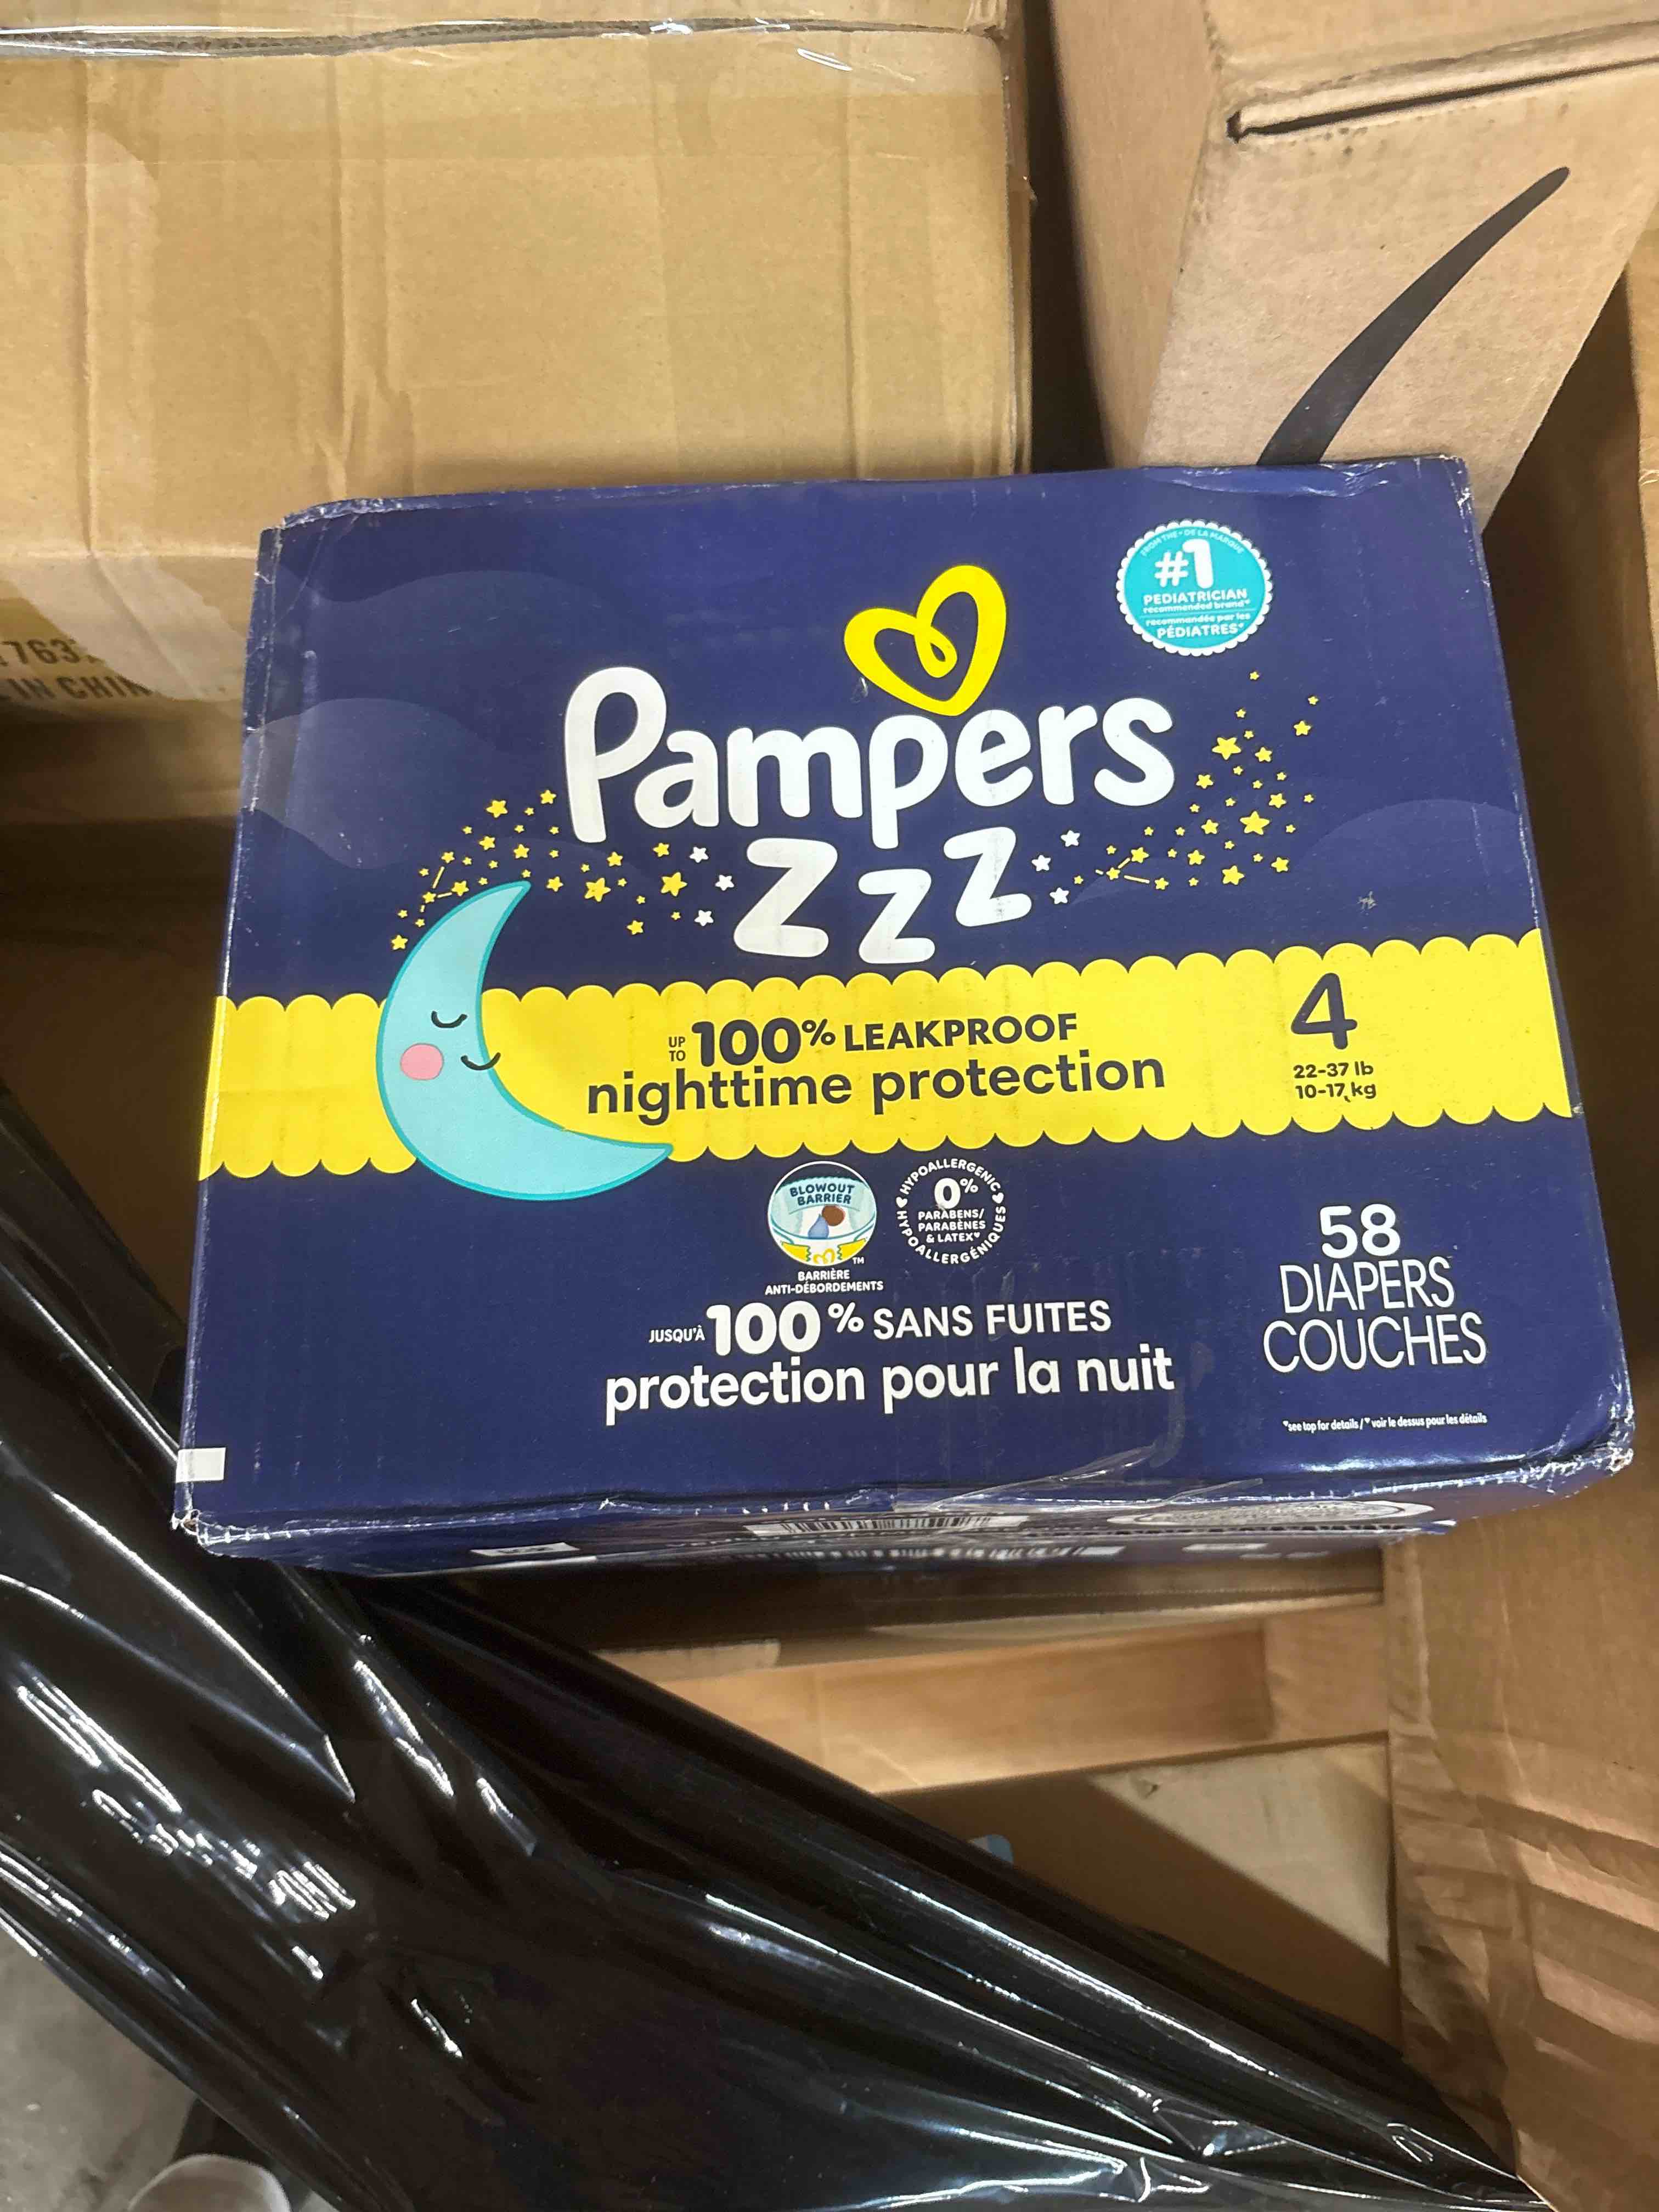 763
IN CHIN
FROM THE • DE LA MARQUE
#1
PEDIATRICIAN
recommended brand
recommandée par les
PÉDIATRES
Pampers
ZZZ
UP TO 100% LEAKPROOF
nighttime protection
4
22-37 lb
10-17 kg
BLOWOUT
BARRIER
TM
BARRIÈRE
ANTI-DÉBORDEMENTS
HYPOALLERGENIC
0%
PARABENS/
PARABÈNES
& LATEX
HYPOALLERGÉNIQUES
JUSQU'À 100% SANS FUITES
protection pour la nuit
58
DIAPERS
COUCHES
see top for details / voir le dessus pour les détails